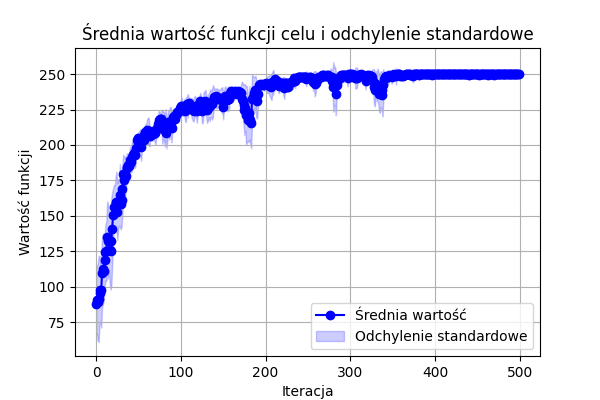 Średnia wartość funkcji celu i odchylenie standardowe
Wartość funkcji
250
225
200
175
150
125
100
75
Średnia wartość
Odchylenie standardowe
0 100 200 300 400 500
Iteracja